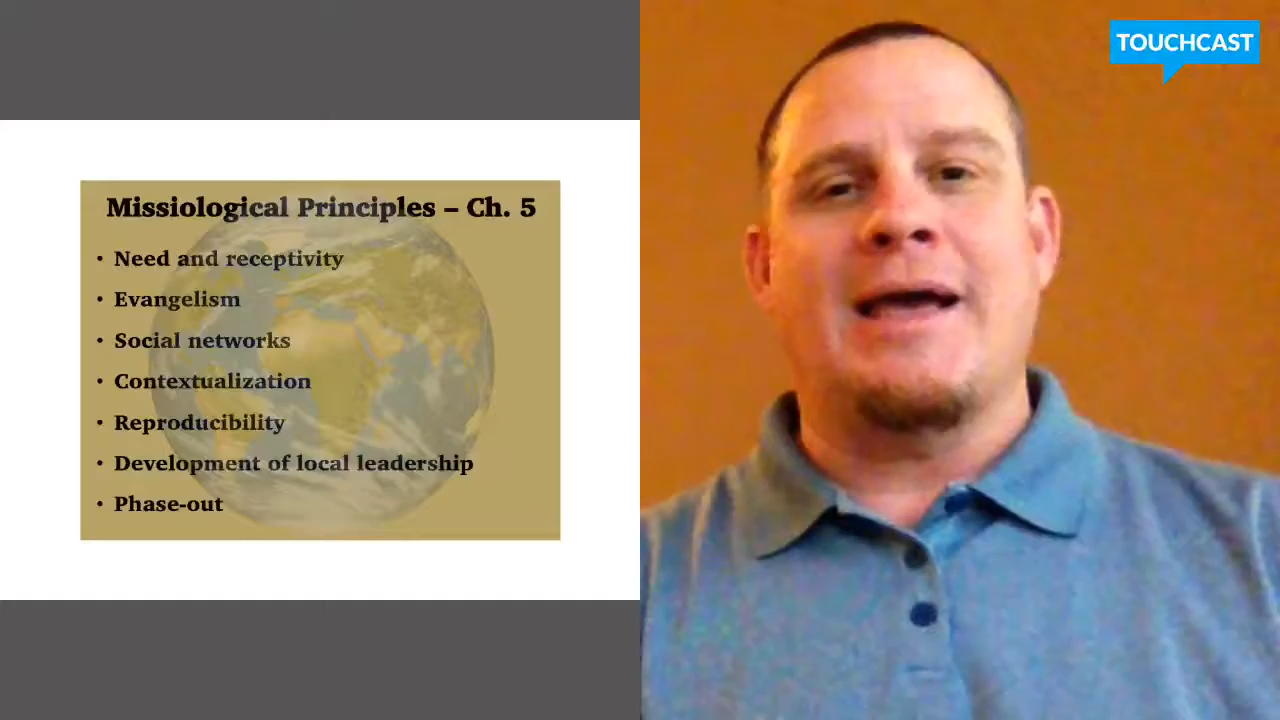 Missiological Principles – Ch. 5
• Need and receptivity
• Evangelism
• Social networks
• Contextualization
• Reproducibility
• Development of local leadership
• Phase-out
TOUCHCAST